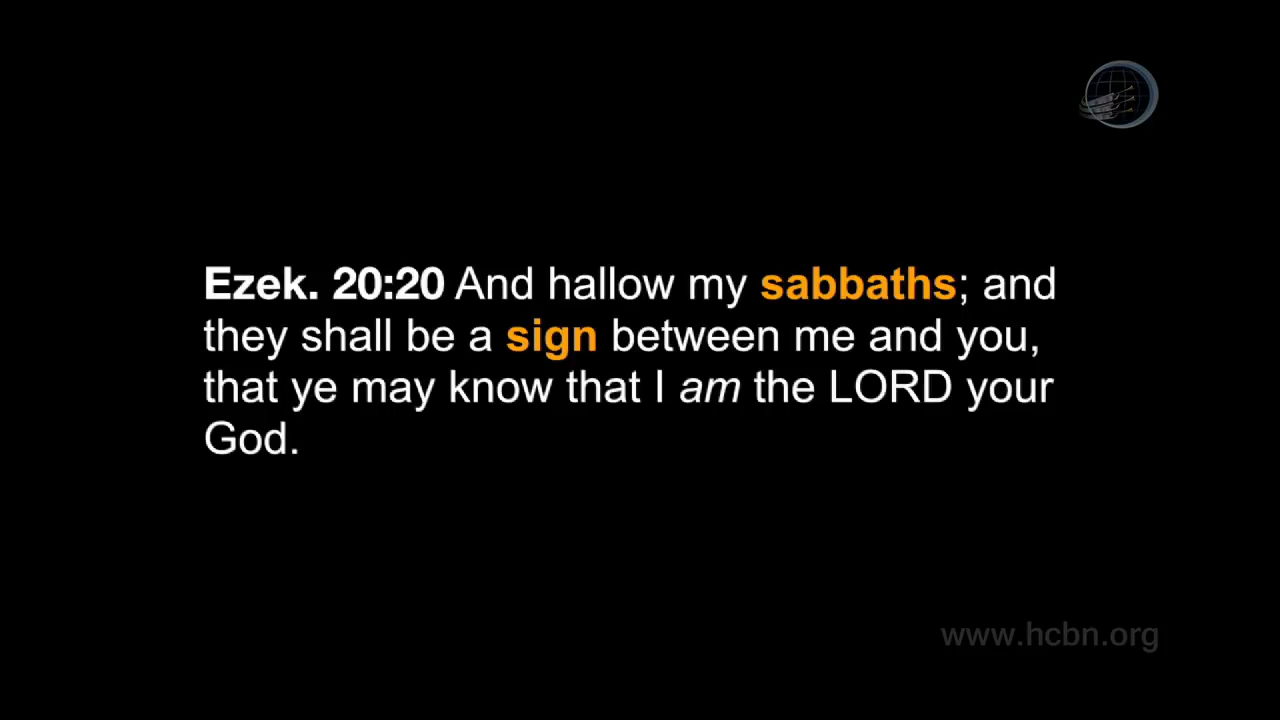 Ezek. 20:20 And hallow my sabbaths; and
they shall be a sign between me and you,
that ye may know that I am the LORD your
God.
www.hcbn.org